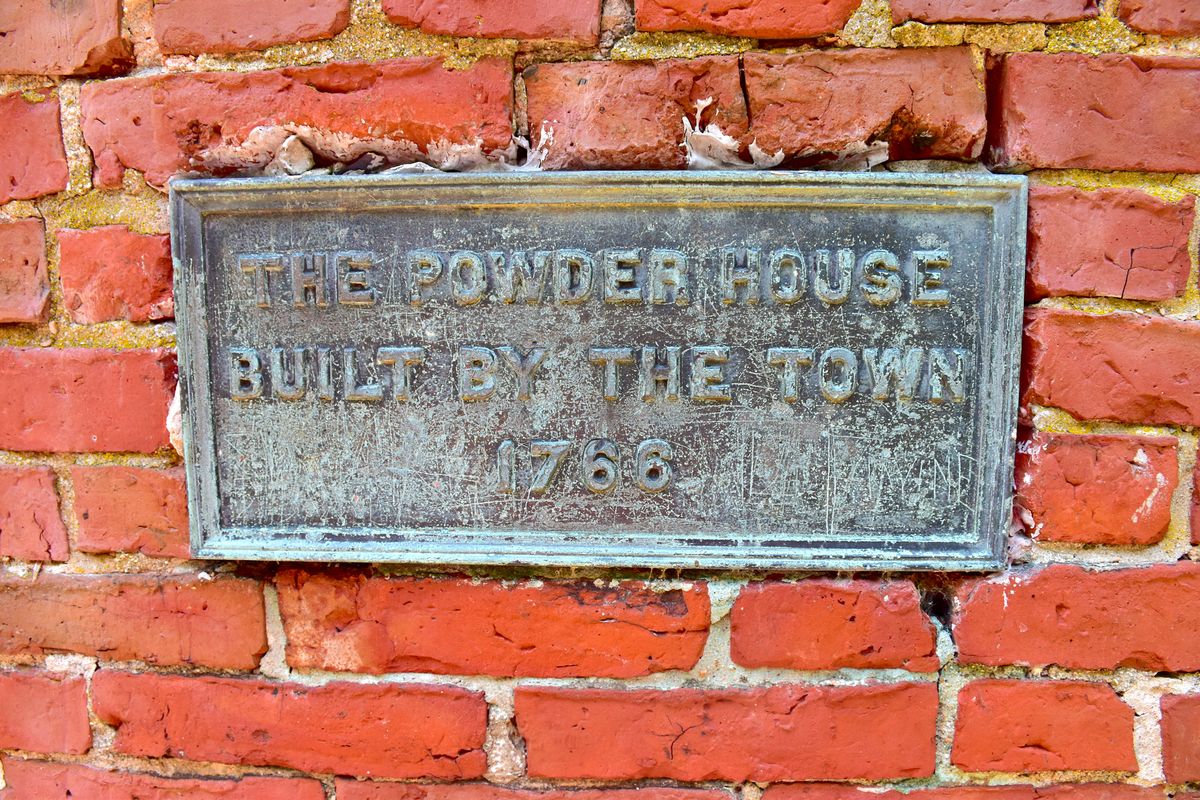 THE POWDER HOUSE
BUILT BY THE TOWN
1766